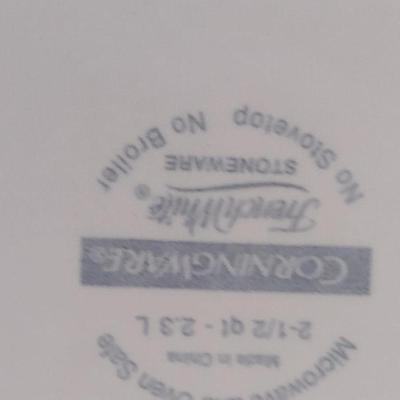 Microwave and Oven Safe
Made in China
2-1/2 qt - 2.3 L
CORNINGWARE®
French White®
STONEWARE
No Stovetop No Broiler